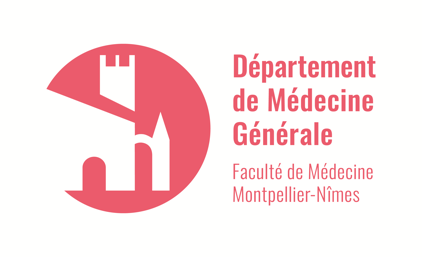 Département
de Médecine
Générale
Faculté de Médecine
Montpellier-Nîmes